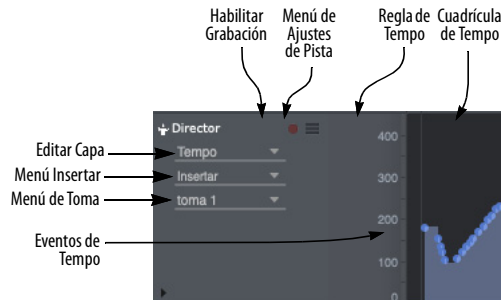 Habilitar
Grabación
Menú de
Ajustes
de Pista
Regla de
Tempo
Cuadrícula
de Tempo
Director
400
Editar Capa
Tempo
Menú Insertar
Insertar
300
Menú de Toma
toma 1
200
Eventos de
Tempo
100
0